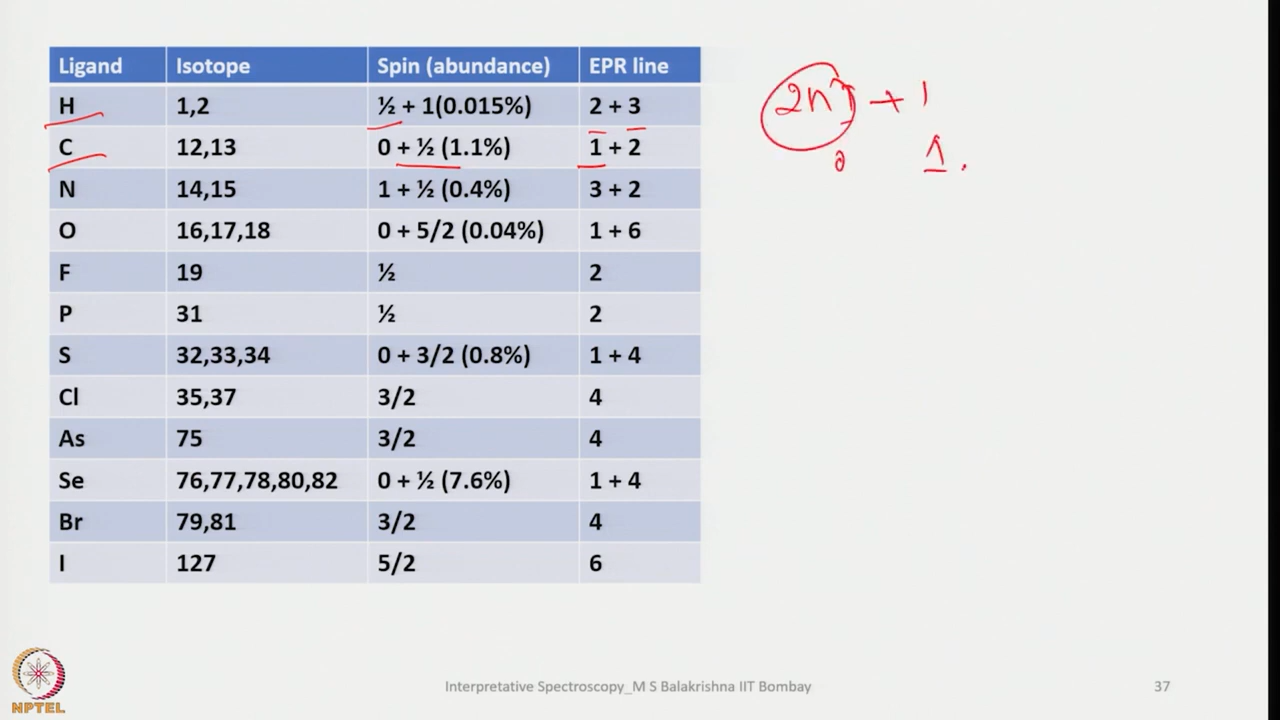 Ligand Isotope Spin (abundance) EPR line
H 1,2 ½ + 1(0.015%) 2 + 3
C 12,13 0 + ½ (1.1%) 1 + 2
N 14,15 1 + ½ (0.4%) 3 + 2
O 16,17,18 0 + 5/2 (0.04%) 1 + 6
F 19 ½ 2
P 31 ½ 2
S 32,33,34 0 + 3/2 (0.8%) 1 + 4
Cl 35,37 3/2 4
As 75 3/2 4
Se 76,77,78,80,82 0 + ½ (7.6%) 1 + 4
Br 79,81 3/2 4
I 127 5/2 6
2nI + 1
0 1.
NPTEL
Interpretative Spectroscopy_M S Balakrishna IIT Bombay
37